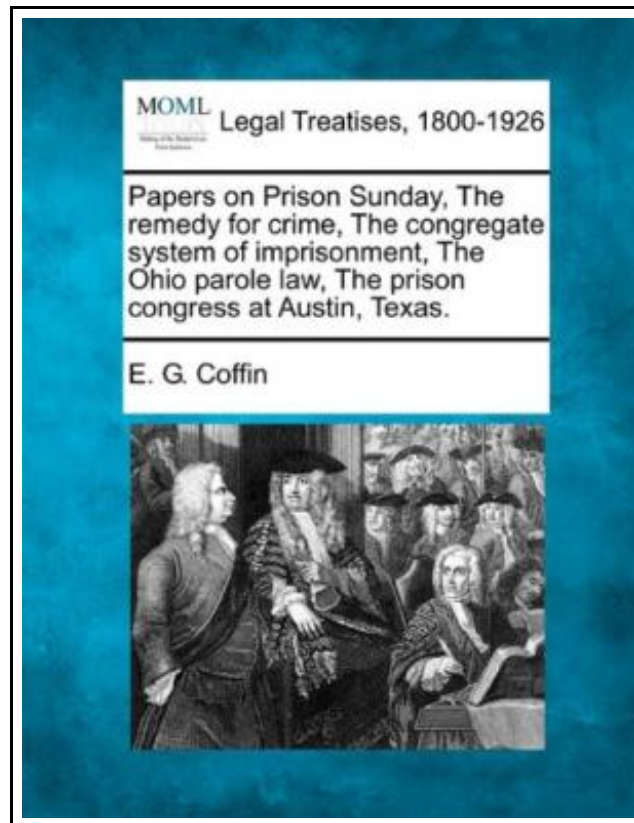 MOML
Legal Treatises, 1800-1926
Papers on Prison Sunday, The
remedy for crime, The congregate
system of imprisonment, The
Ohio parole law, The prison
congress at Austin, Texas.
E. G. Coffin